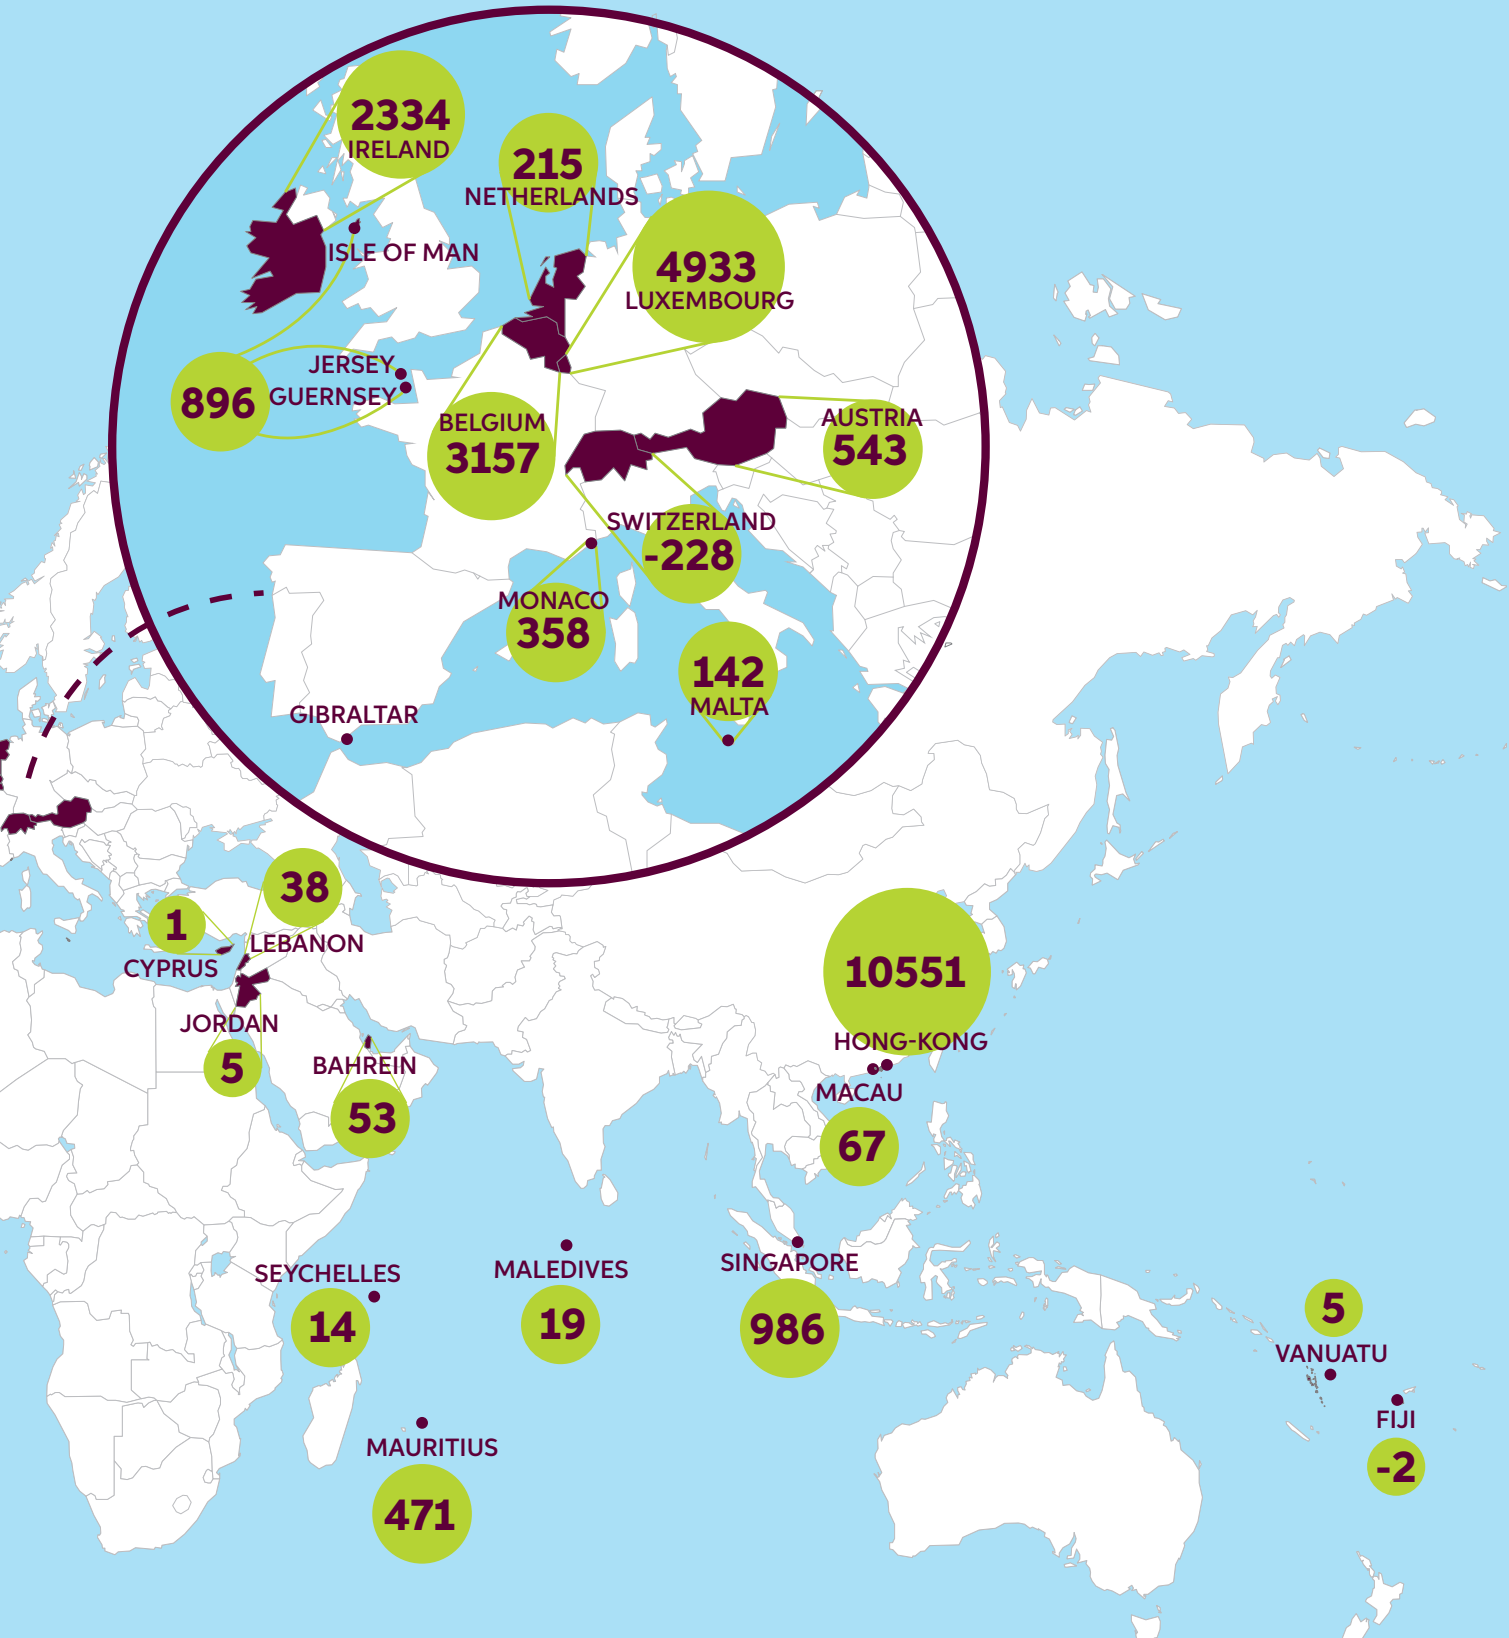 2334
IRELAND
215
NETHERLANDS
ISLE OF MAN
4933
LUXEMBOURG
JERSEY
GUERNSEY
896
BELGIUM
3157
AUSTRIA
543
SWITZERLAND
-228
MONACO
358
142
MALTA
GIBRALTAR
38
LEBANON
1
CYPRUS
JORDAN
5
BAHREIN
53
10551
HONG-KONG
MACAU
67
SEYCHELLES
14
MALEDIVES
19
SINGAPORE
986
5
VANUATU
FIJI
-2
MAURITIUS
471